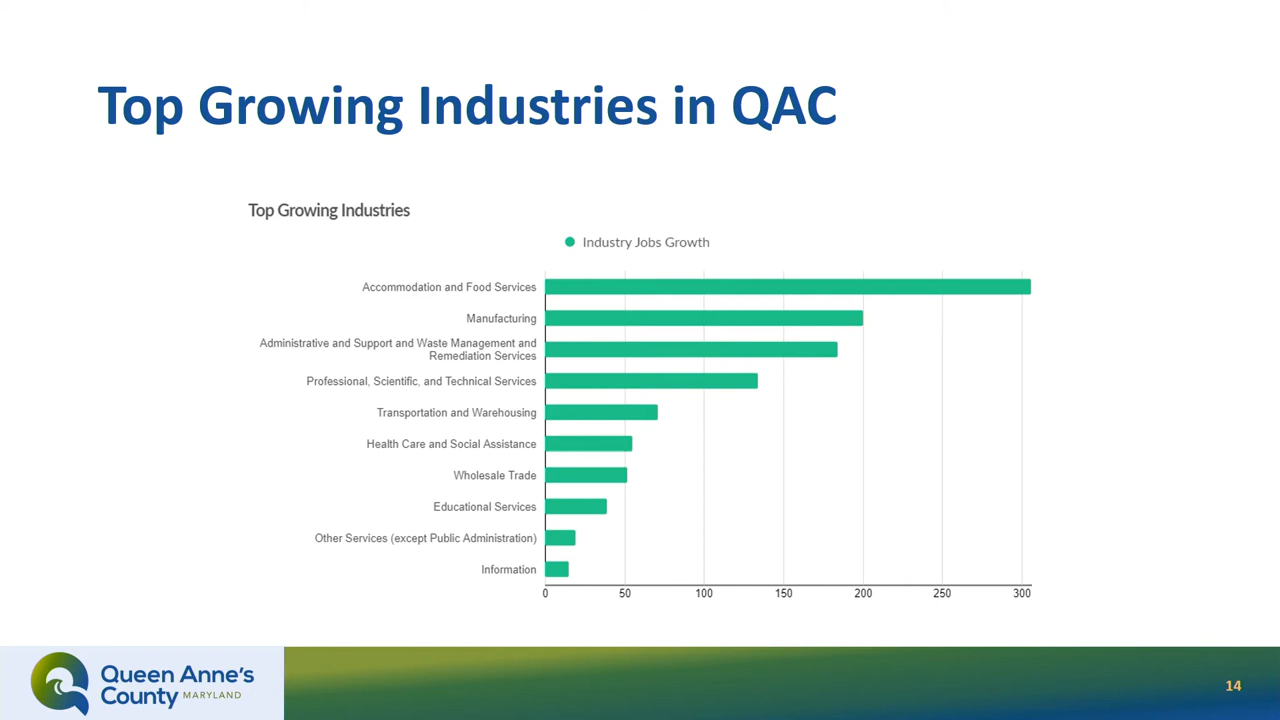 Top Growing Industries in QAC
Top Growing Industries
Industry Jobs Growth
Accommodation and Food Services
Manufacturing
Administrative and Support and Waste Management and
Remediation Services
Professional, Scientific, and Technical Services
Transportation and Warehousing
Health Care and Social Assistance
Wholesale Trade
Educational Services
Other Services (except Public Administration)
Information
0 50 100 150 200 250 300
Queen Anne's
County MARYLAND
14